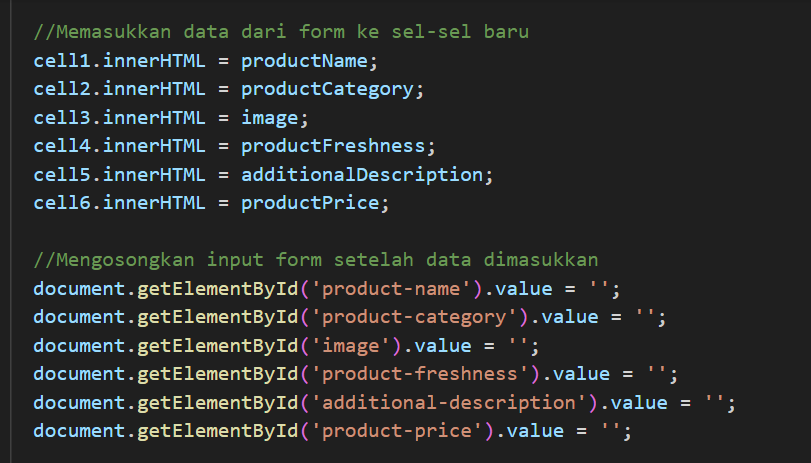 //Memasukkan data dari form ke sel-sel baru
cell1.innerHTML = productName;
cell2.innerHTML = productCategory;
cell3.innerHTML = image;
cell4.innerHTML = productFreshness;
cell5.innerHTML = additionalDescription;
cell6.innerHTML = productPrice;
//Mengosongkan input form setelah data dimasukkan
document.getElementById('product-name').value = '';
document.getElementById('product-category').value = '';
document.getElementById('image').value = '';
document.getElementById('product-freshness').value = '';
document.getElementById('additional-description').value = '';
document.getElementById('product-price').value = '';